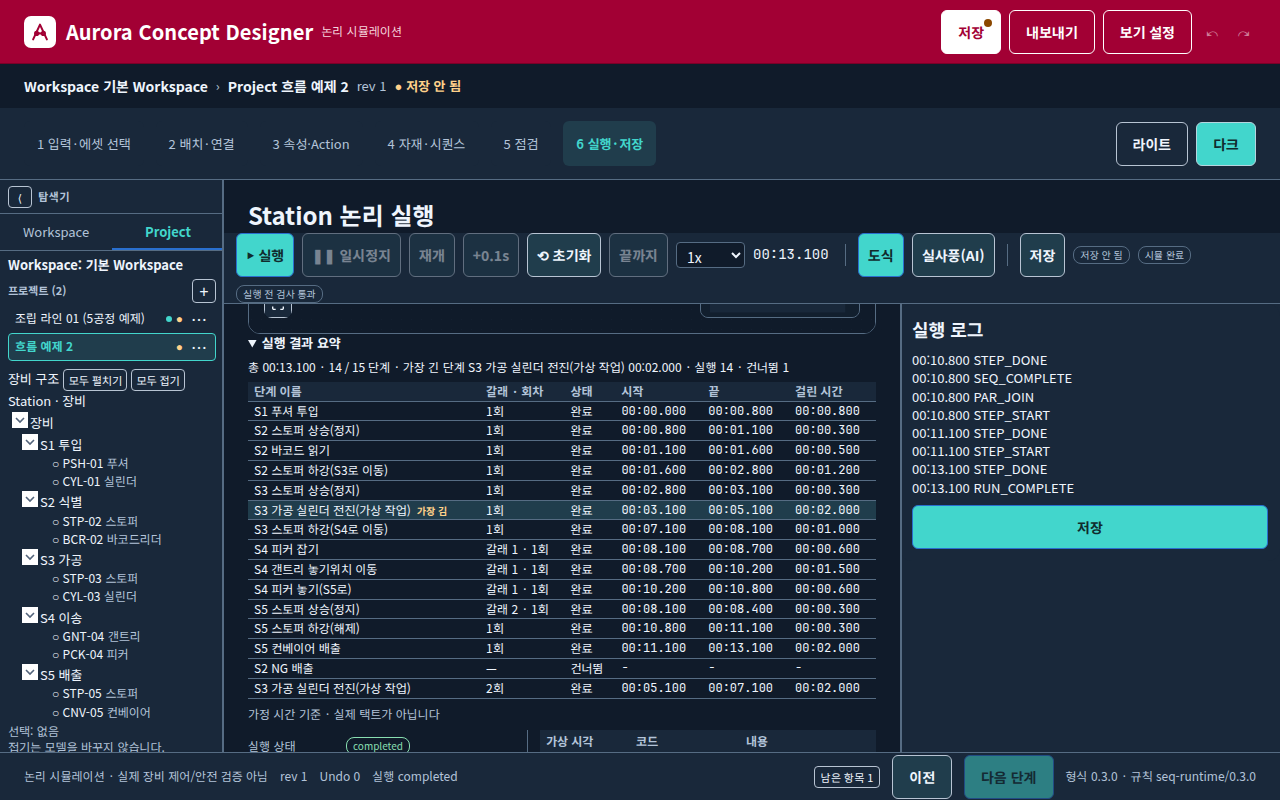 Aurora Concept Designer 논리 시뮬레이션
저장 내보내기 보기 설정
Workspace 기본 Workspace › Project 흐름 예제 2 rev 1 ● 저장 안 됨
1 입력·에셋 선택 2 배치·연결 3 속성·Action 4 자재·시퀀스 5 점검 6 실행·저장
라이트 다크
⟨ 탐색기
Workspace Project
Workspace: 기본 Workspace
프로젝트 (2) +
조립 라인 01 (5공정 예제) ● ● ···
흐름 예제 2 ● ···
장비 구조 모두 펼치기 모두 접기
Station · 장비
장비
S1 투입
○ PSH-01 푸셔
○ CYL-01 실린더
S2 식별
○ STP-02 스토퍼
○ BCR-02 바코드리더
S3 가공
○ STP-03 스토퍼
○ CYL-03 실린더
S4 이송
○ GNT-04 갠트리
○ PCK-04 피커
S5 배출
○ STP-05 스토퍼
○ CNV-05 컨베이어
선택: 없음
접기는 모델을 바꾸지 않습니다.
Station 논리 실행
▶ 실행 ❚❚ 일시정지 재개 +0.1s ⟲ 초기화 끝까지 1x 00:13.100 도식 실사풍(AI) 저장 저장 안 됨 시뮬 완료
실행 전 검사 통과
▼ 실행 결과 요약
총 00:13.100 · 14 / 15 단계 · 가장 긴 단계 S3 가공 실린더 전진(가상 작업) 00:02.000 · 실행 14 · 건너뜀 1
단계 이름 갈래 · 회차 상태 시작 끝 걸린 시간
S1 푸셔 투입 1회 완료 00:00.000 00:00.800 00:00.800
S2 스토퍼 상승(정지) 1회 완료 00:00.800 00:01.100 00:00.300
S2 바코드 읽기 1회 완료 00:01.100 00:01.600 00:00.500
S2 스토퍼 하강(S3로 이동) 1회 완료 00:01.600 00:02.800 00:01.200
S3 스토퍼 상승(정지) 1회 완료 00:02.800 00:03.100 00:00.300
S3 가공 실린더 전진(가상 작업) 가장 김 1회 완료 00:03.100 00:05.100 00:02.000
S3 스토퍼 하강(S4로 이동) 1회 완료 00:07.100 00:08.100 00:01.000
S4 피커 잡기 갈래 1 · 1회 완료 00:08.100 00:08.700 00:00.600
S4 갠트리 놓기위치 이동 갈래 1 · 1회 완료 00:08.700 00:10.200 00:01.500
S4 피커 놓기(S5로) 갈래 1 · 1회 완료 00:10.200 00:10.800 00:00.600
S5 스토퍼 상승(정지) 갈래 2 · 1회 완료 00:08.100 00:08.400 00:00.300
S5 스토퍼 하강(해제) 1회 완료 00:10.800 00:11.100 00:00.300
S5 컨베이어 배출 1회 완료 00:11.100 00:13.100 00:02.000
S2 NG 배출 — 건너뜀 - - -
S3 가공 실린더 전진(가상 작업) 2회 완료 00:05.100 00:07.100 00:02.000
가정 시간 기준 · 실제 택트가 아닙니다
실행 상태 completed
가상 시각 코드 내용
실행 로그
00:10.800 STEP_DONE
00:10.800 SEQ_COMPLETE
00:10.800 PAR_JOIN
00:10.800 STEP_START
00:11.100 STEP_DONE
00:11.100 STEP_START
00:13.100 STEP_DONE
00:13.100 RUN_COMPLETE
저장
논리 시뮬레이션 · 실제 장비 제어/안전 검증 아님 rev 1 Undo 0 실행 completed
남은 항목 1 이전 다음 단계 형식 0.3.0 · 규칙 seq-runtime/0.3.0